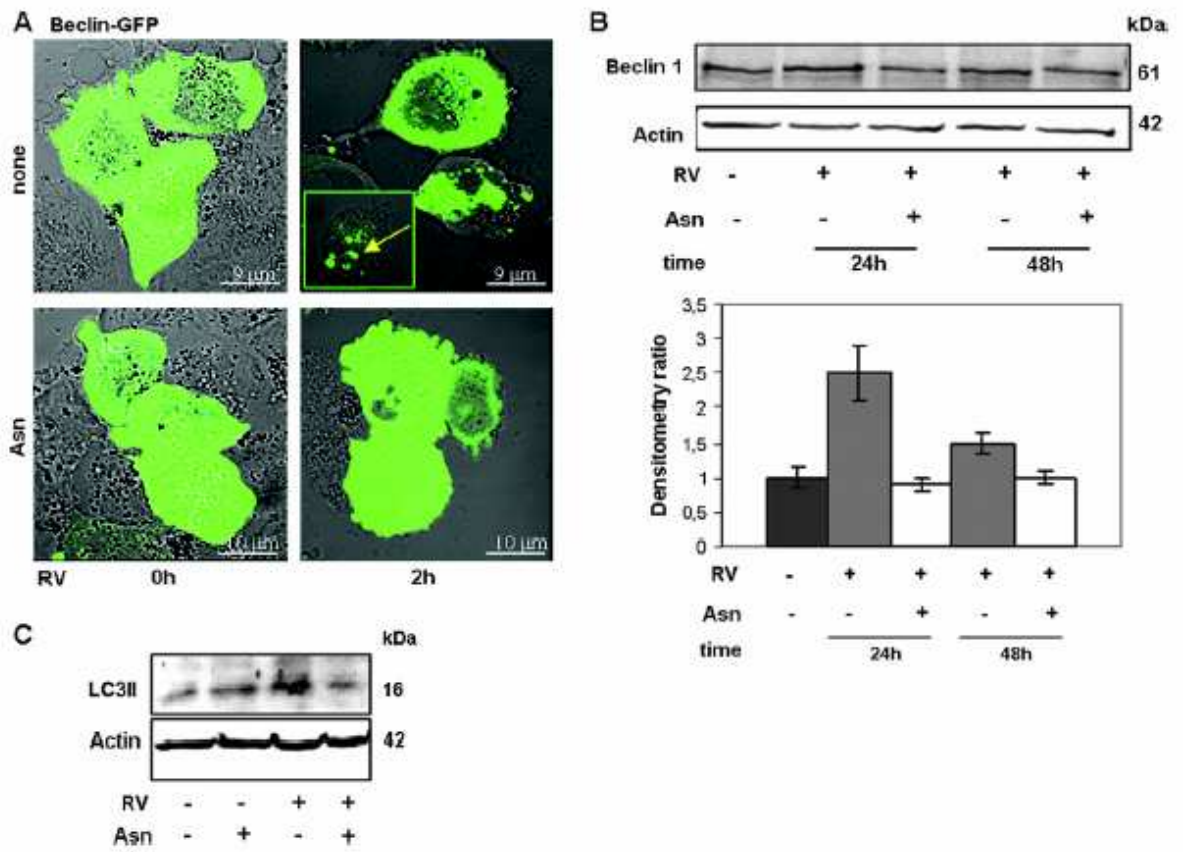 A Beclin-GFP
none
9 µm
9 µm
Asn
10 µm
10 µm
RV 0h 2h
B
kDa
Beclin 1 61
Actin 42
RV - + + + +
Asn - - + - +
time 24h 48h
Densitometry ratio
3,5
3
2,5
2
1,5
1
0,5
0
RV - + + + +
Asn - - + - +
time 24h 48h
C
kDa
LC3II 16
Actin 42
RV - - + +
Asn - + - +